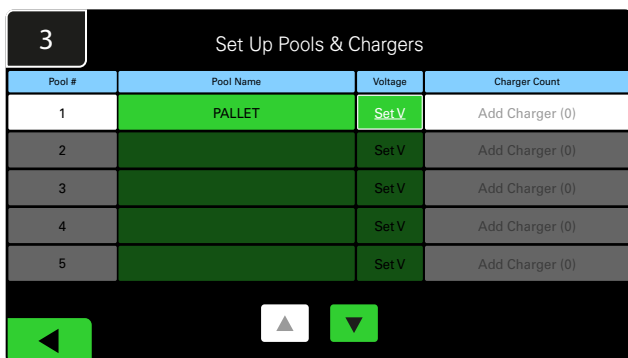 3
Set Up Pools & Chargers
Pool # Pool Name Voltage Charger Count
1 PALLET Set V Add Charger (0)
2 Set V Add Charger (0)
3 Set V Add Charger (0)
4 Set V Add Charger (0)
5 Set V Add Charger (0)